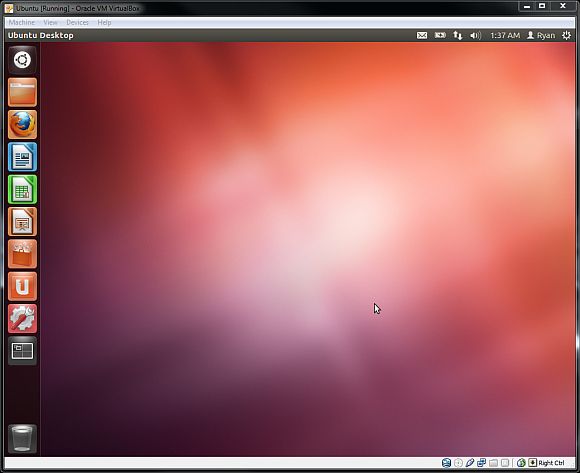 Ubuntu [Running] - Oracle VM VirtualBox
Machine View Devices Help
Ubuntu Desktop 1:37 AM Ryan
Right Ctrl